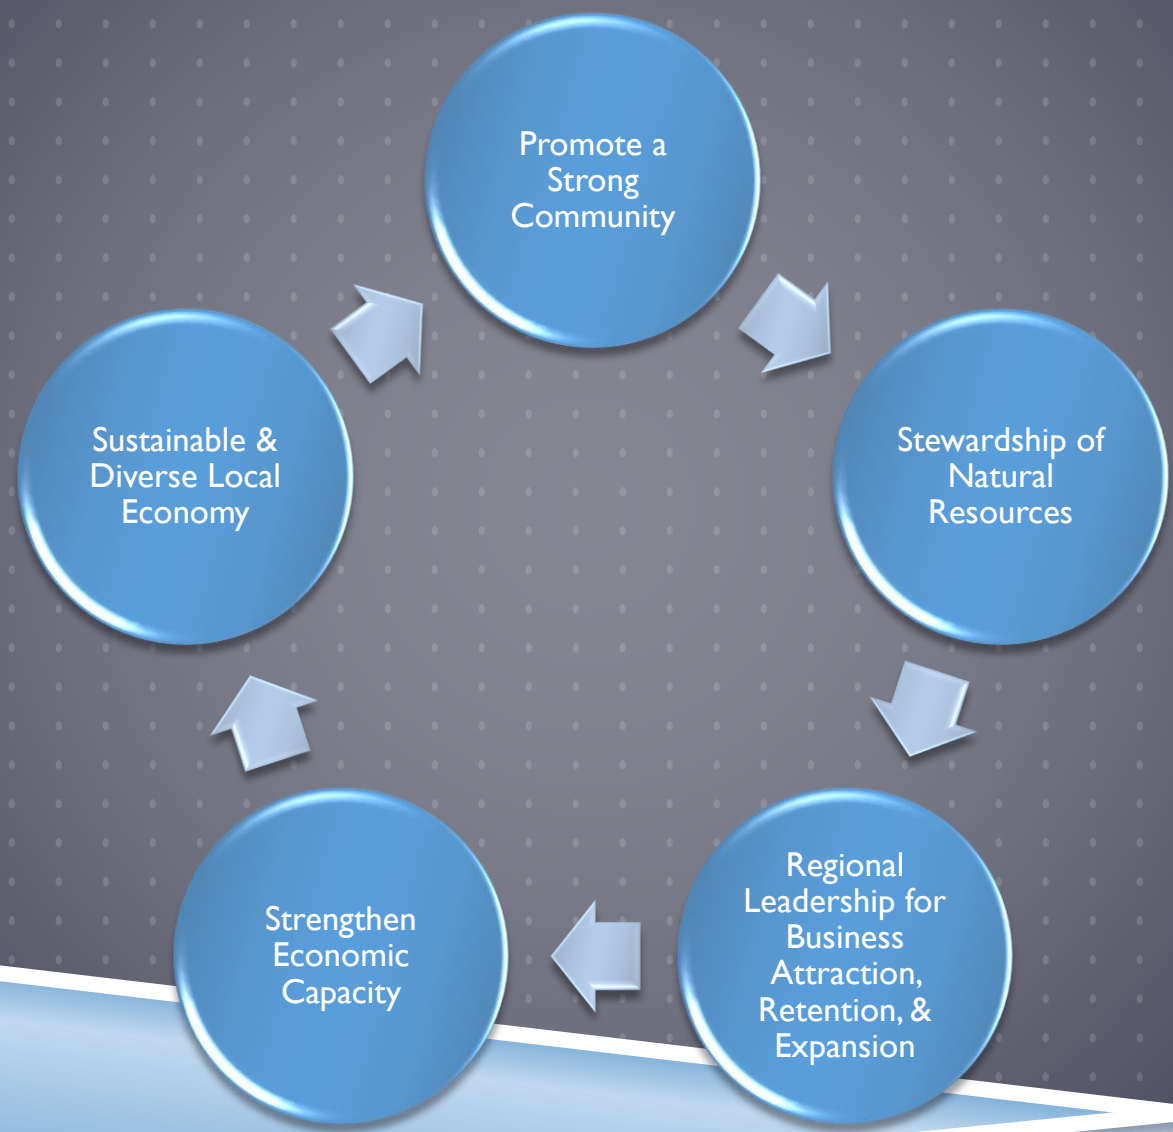 Promote a
Strong
Community
Stewardship of
Natural
Resources
Regional
Leadership for
Business
Attraction,
Retention, &
Expansion
Strengthen
Economic
Capacity
Sustainable &
Diverse Local
Economy